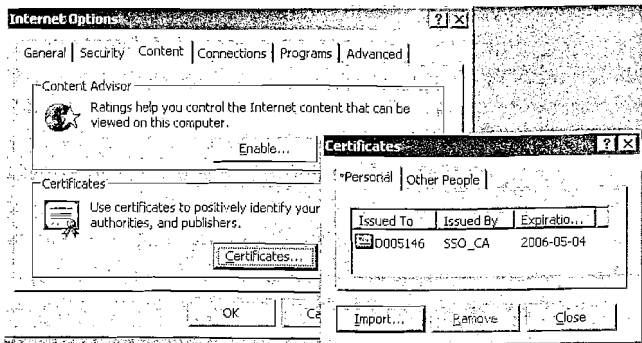 Internet Options
General Security Content Connections Programs Advanced
Content Advisor
Ratings help you control the Internet content that can be
viewed on this computer.
Enable...
Certificates
Use certificates to positively identify your
authorities, and publishers.
Certificates...
OK
Ca
Certificates
Personal Other People
Issued To Issued By Expiratio...
D005146 SSO_CA 2006-05-04
Import... Remove Close